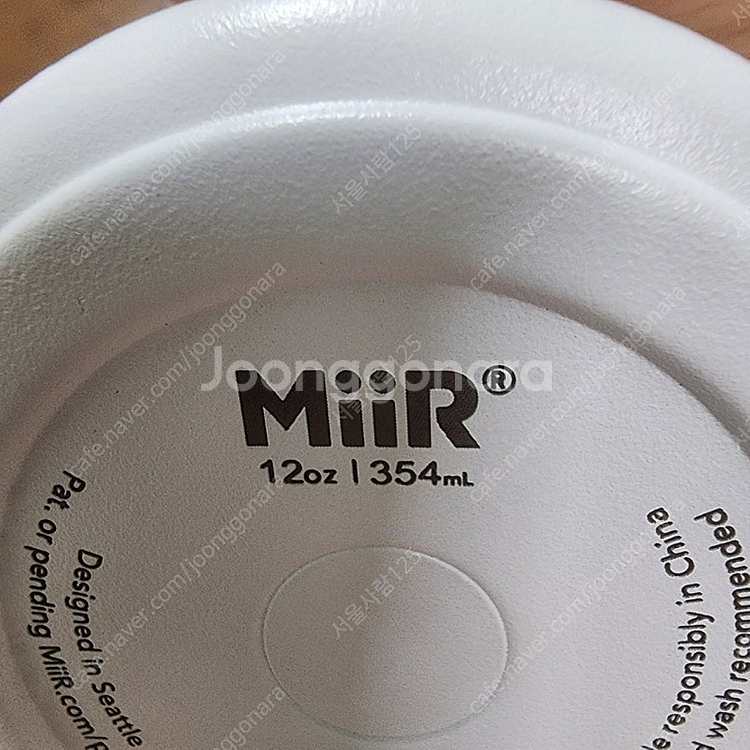 Joonggonara
MiiR®
12oz | 354mL
Pat. or pending MiiR.com/
Designed in Seattle
responsibly in China
wash recommended
서울사람125
cafe.naver.com/joonggonara